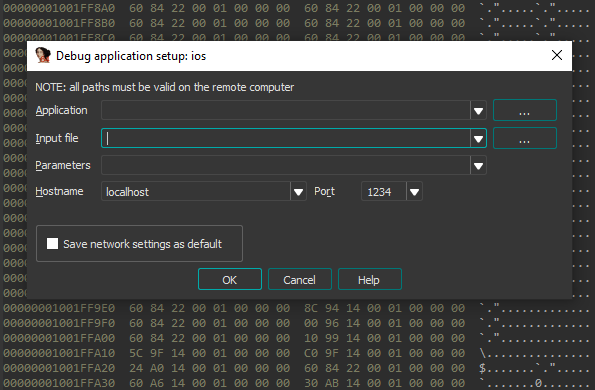 00000001001FF8A0 60 84 22 00 01 00 00 00 60 84 22 00 01 00 00 00 `.".....`.".....
00000001001FF8B0 60 84 22 00 01 00 00 00 60 84 22 00 01 00 00 00 `.".....`.".....
Debug application setup: ios
NOTE: all paths must be valid on the remote computer
Application ...
Input file ...
Parameters
Hostname localhost Port 1234
Save network settings as default
OK Cancel Help
00000001001FF9E0 60 84 22 00 01 00 00 00 8C 94 14 00 01 00 00 00 `.".............
00000001001FF9F0 60 84 22 00 01 00 00 00 00 96 14 00 01 00 00 00 `.".............
00000001001FFA00 60 84 22 00 01 00 00 00 10 99 14 00 01 00 00 00 `.".............
00000001001FFA10 5C 9F 14 00 01 00 00 00 C0 9F 14 00 01 00 00 00 \...............
00000001001FFA20 24 A0 14 00 01 00 00 00 60 84 22 00 01 00 00 00 $.......`.".....
00000001001FFA30 60 A6 14 00 01 00 00 00 30 AB 14 00 01 00 00 00 `.......0.......